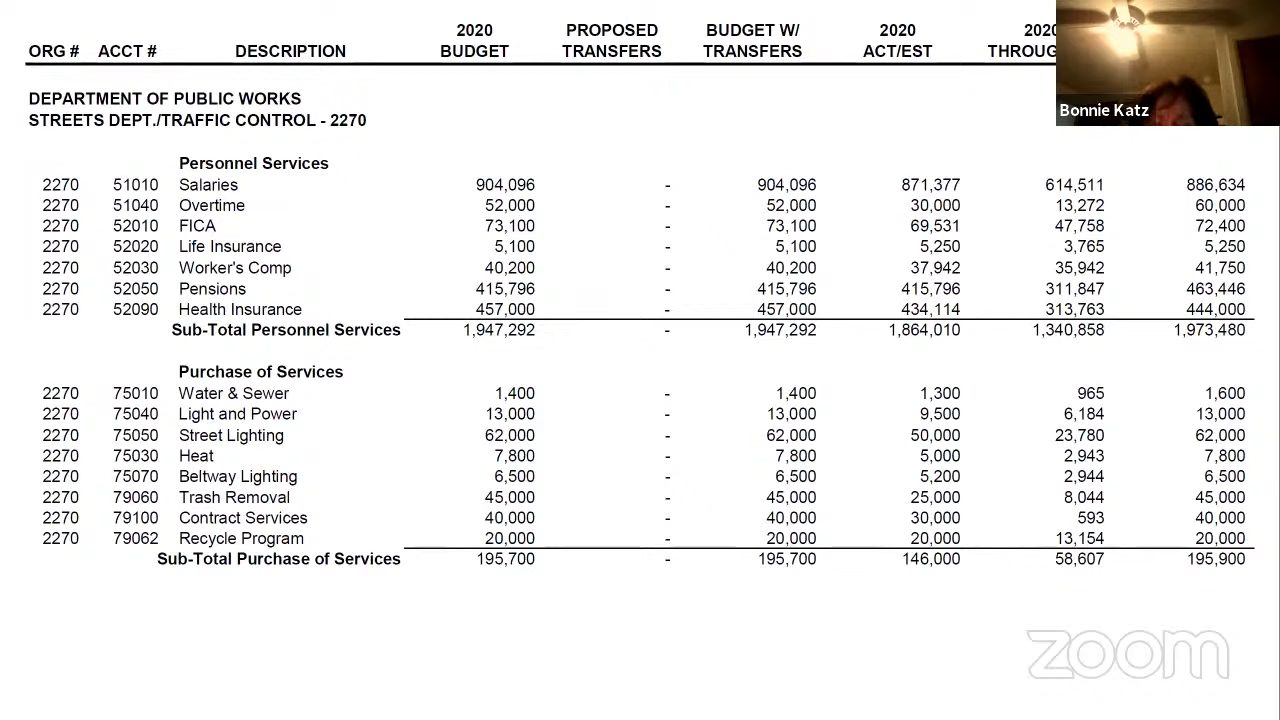 2020 PROPOSED BUDGET W/ 2020 2020
ORG # ACCT # DESCRIPTION BUDGET TRANSFERS TRANSFERS ACT/EST
DEPARTMENT OF PUBLIC WORKS
STREETS DEPT./TRAFFIC CONTROL - 2270
Bonnie Katz
Personnel Services
2270 51010 Salaries 904,096 - 904,096 871,377 614,511 886,634
2270 51040 Overtime 52,000 - 52,000 30,000 13,272 60,000
2270 52010 FICA 73,100 - 73,100 69,531 47,758 72,400
2270 52020 Life Insurance 5,100 - 5,100 5,250 3,765 5,250
2270 52030 Worker's Comp 40,200 - 40,200 37,942 35,942 41,750
2270 52050 Pensions 415,796 - 415,796 415,796 311,847 463,446
2270 52090 Health Insurance 457,000 - 457,000 434,114 313,763 444,000
Sub-Total Personnel Services 1,947,292 - 1,947,292 1,864,010 1,340,858 1,973,480
Purchase of Services
2270 75010 Water & Sewer 1,400 - 1,400 1,300 965 1,600
2270 75040 Light and Power 13,000 - 13,000 9,500 6,184 13,000
2270 75050 Street Lighting 62,000 - 62,000 50,000 23,780 62,000
2270 75030 Heat 7,800 - 7,800 5,000 2,943 7,800
2270 75070 Beltway Lighting 6,500 - 6,500 5,200 2,944 6,500
2270 79060 Trash Removal 45,000 - 45,000 25,000 8,044 45,000
2270 79100 Contract Services 40,000 - 40,000 30,000 593 40,000
2270 79062 Recycle Program 20,000 - 20,000 20,000 13,154 20,000
Sub-Total Purchase of Services 195,700 - 195,700 146,000 58,607 195,900
zoom